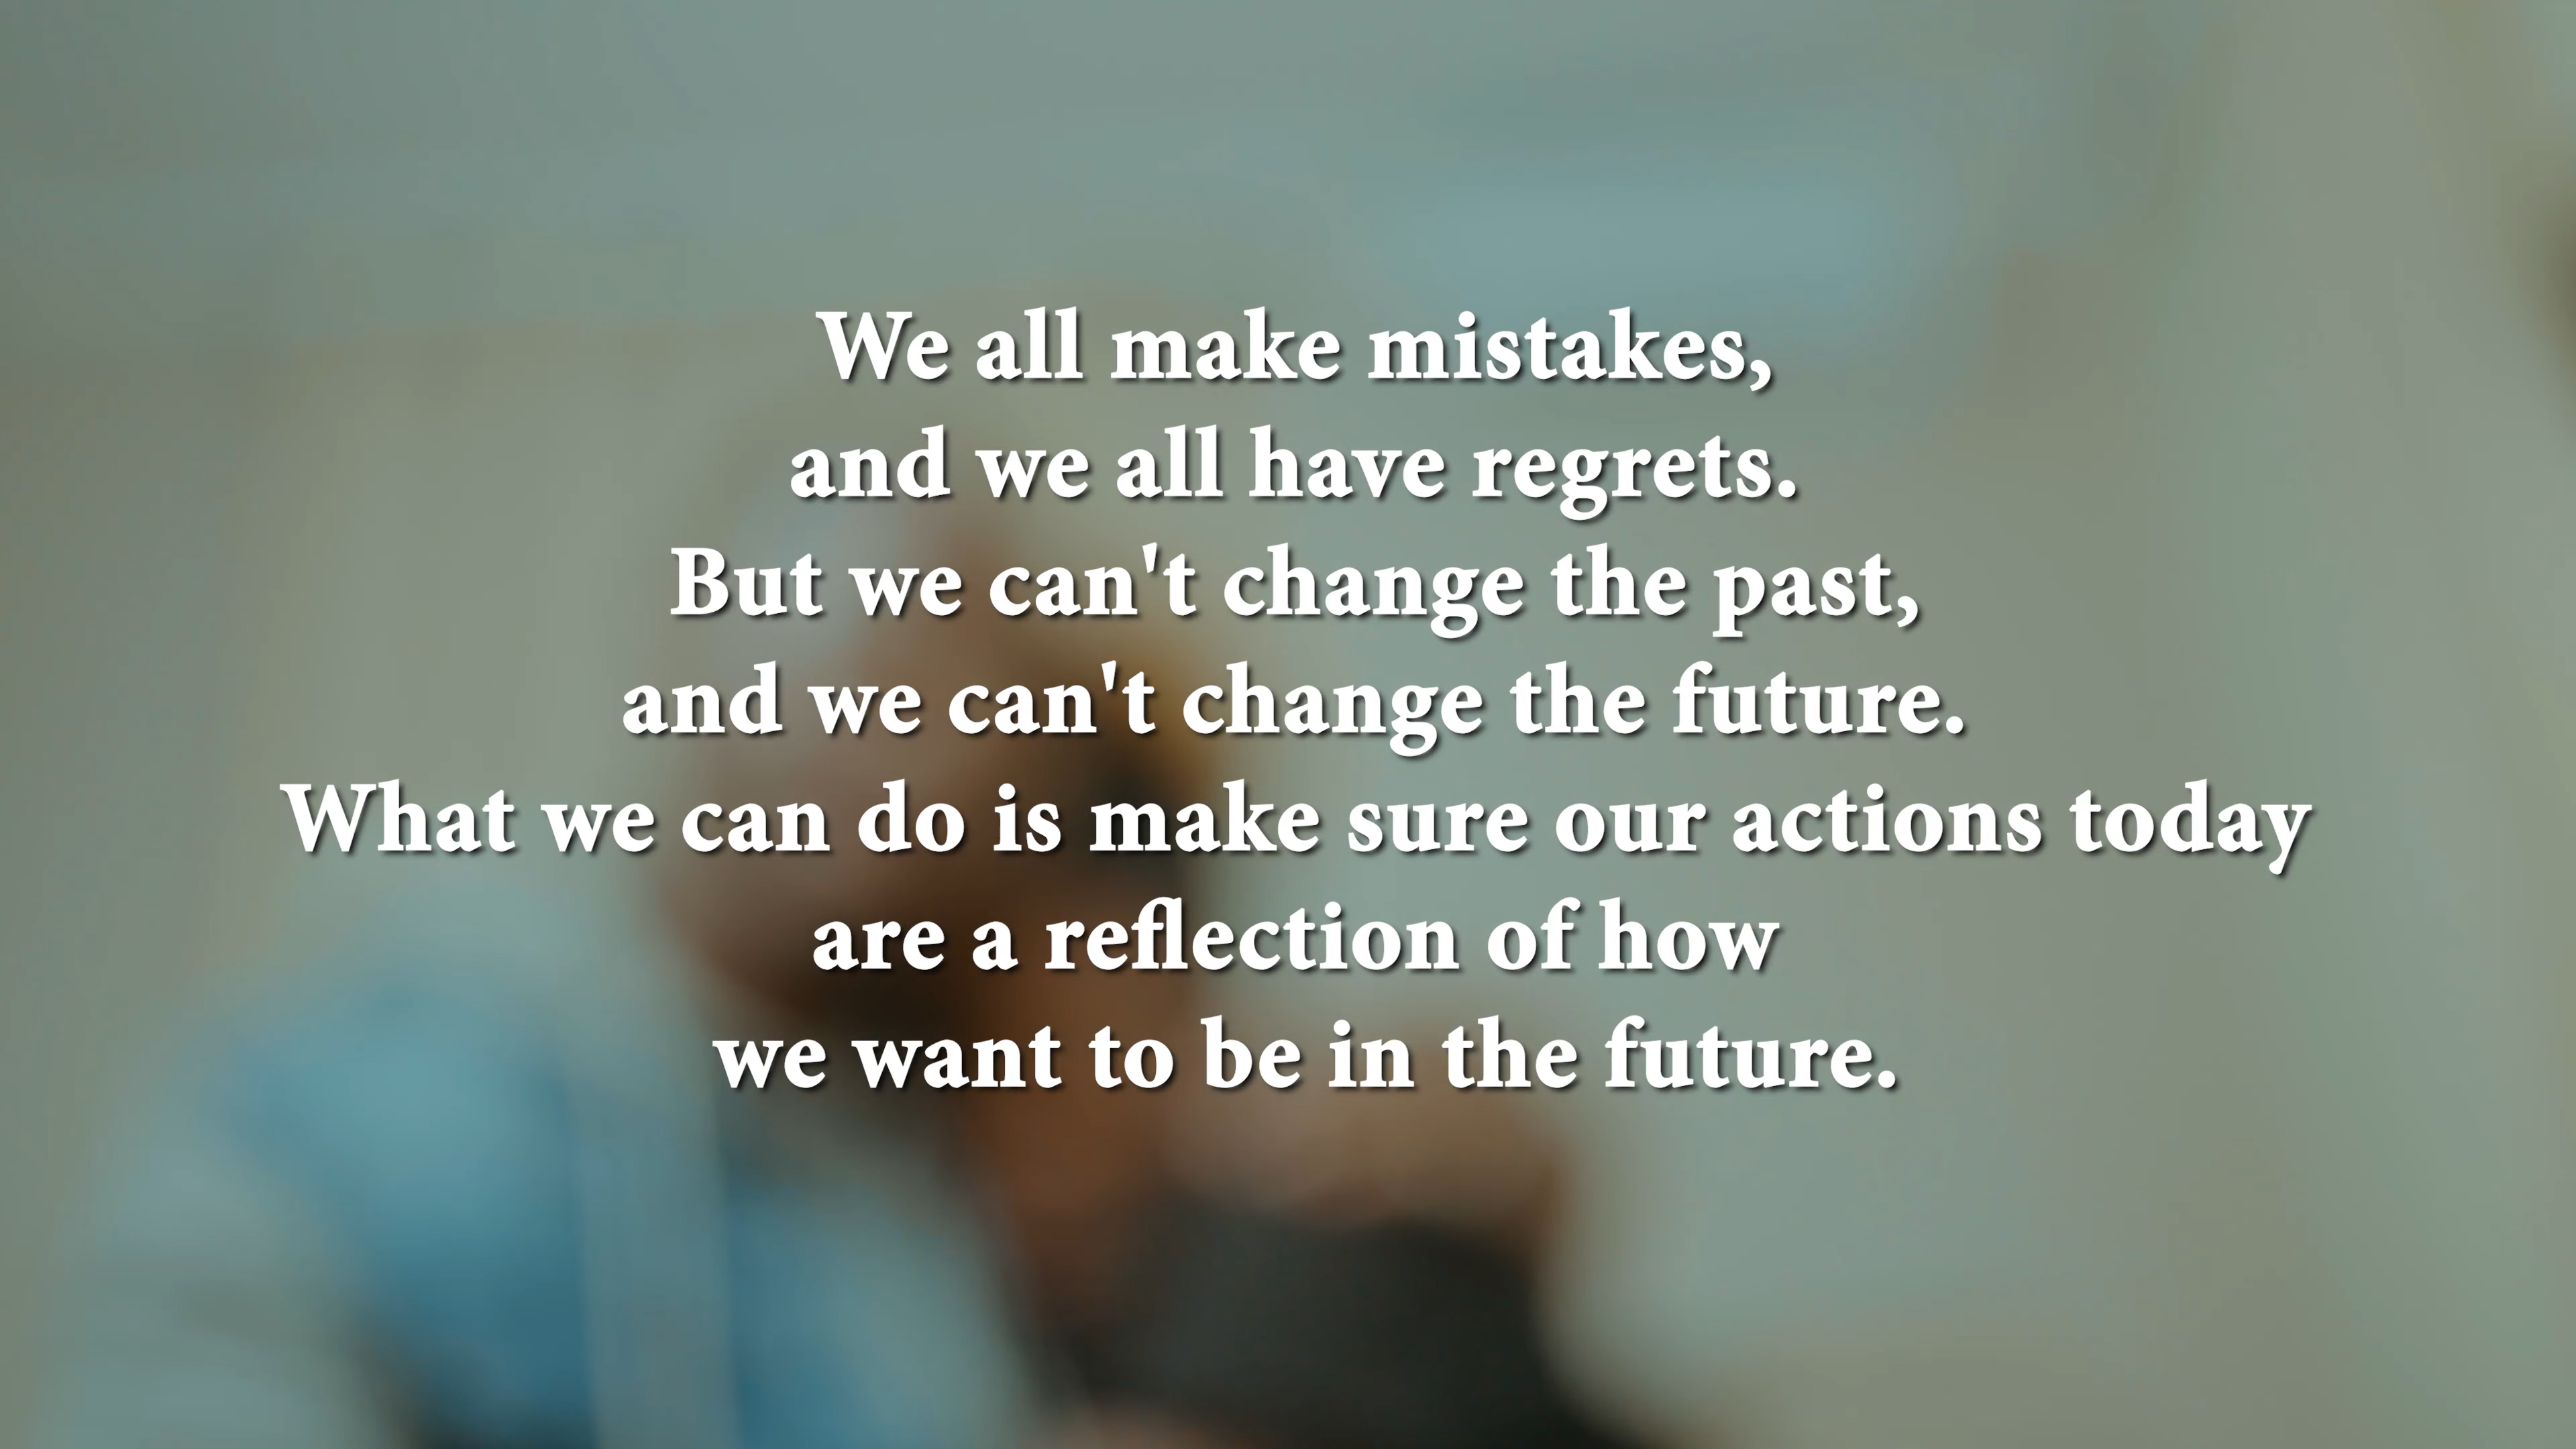 We all make mistakes,
and we all have regrets.
But we can't change the past,
and we can't change the future.
What we can do is make sure our actions today
are a reflection of how
we want to be in the future.